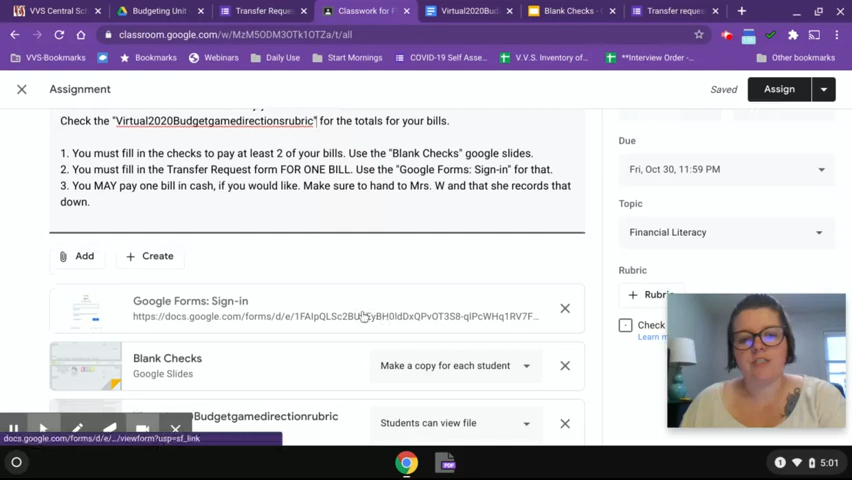 VVS Central Sc
Budgeting Unit
Transfer Reque
Classwork for F
Virtual2020Bud
Blank Checks -
Transfer reques
classroom.google.com/w/MzM5ODM3OTk1OTZa/t/all
VVS-Bookmarks
Bookmarks
Webinars
Daily Use
Start Mornings
COVID-19 Self Asse...
V.V.S. Inventory of...
**Interview Order -...
Other bookmarks
Assignment
Saved
Assign
Check the "Virtual2020Budgetgamedirectionsrubric" for the totals for your bills.
1. You must fill in the checks to pay at least 2 of your bills. Use the "Blank Checks" google slides.
2. You must fill in the Transfer Request form FOR ONE BILL. Use the "Google Forms: Sign-in" for that.
3. You MAY pay one bill in cash, if you would like. Make sure to hand to Mrs. W and that she records that
down.
Add
Create
Google Forms: Sign-in
Blank Checks
Google Slides
Make a copy for each student
Budgetgamedirectionrubric
Students can view file
docs.google.com/forms/d/e/.../viewform?usp=sf_link
Due
Fri, Oct 30, 11:59 PM
Topic
Financial Literacy
Rubric
Rubric
Check
Learn m
PDF
1
5:01